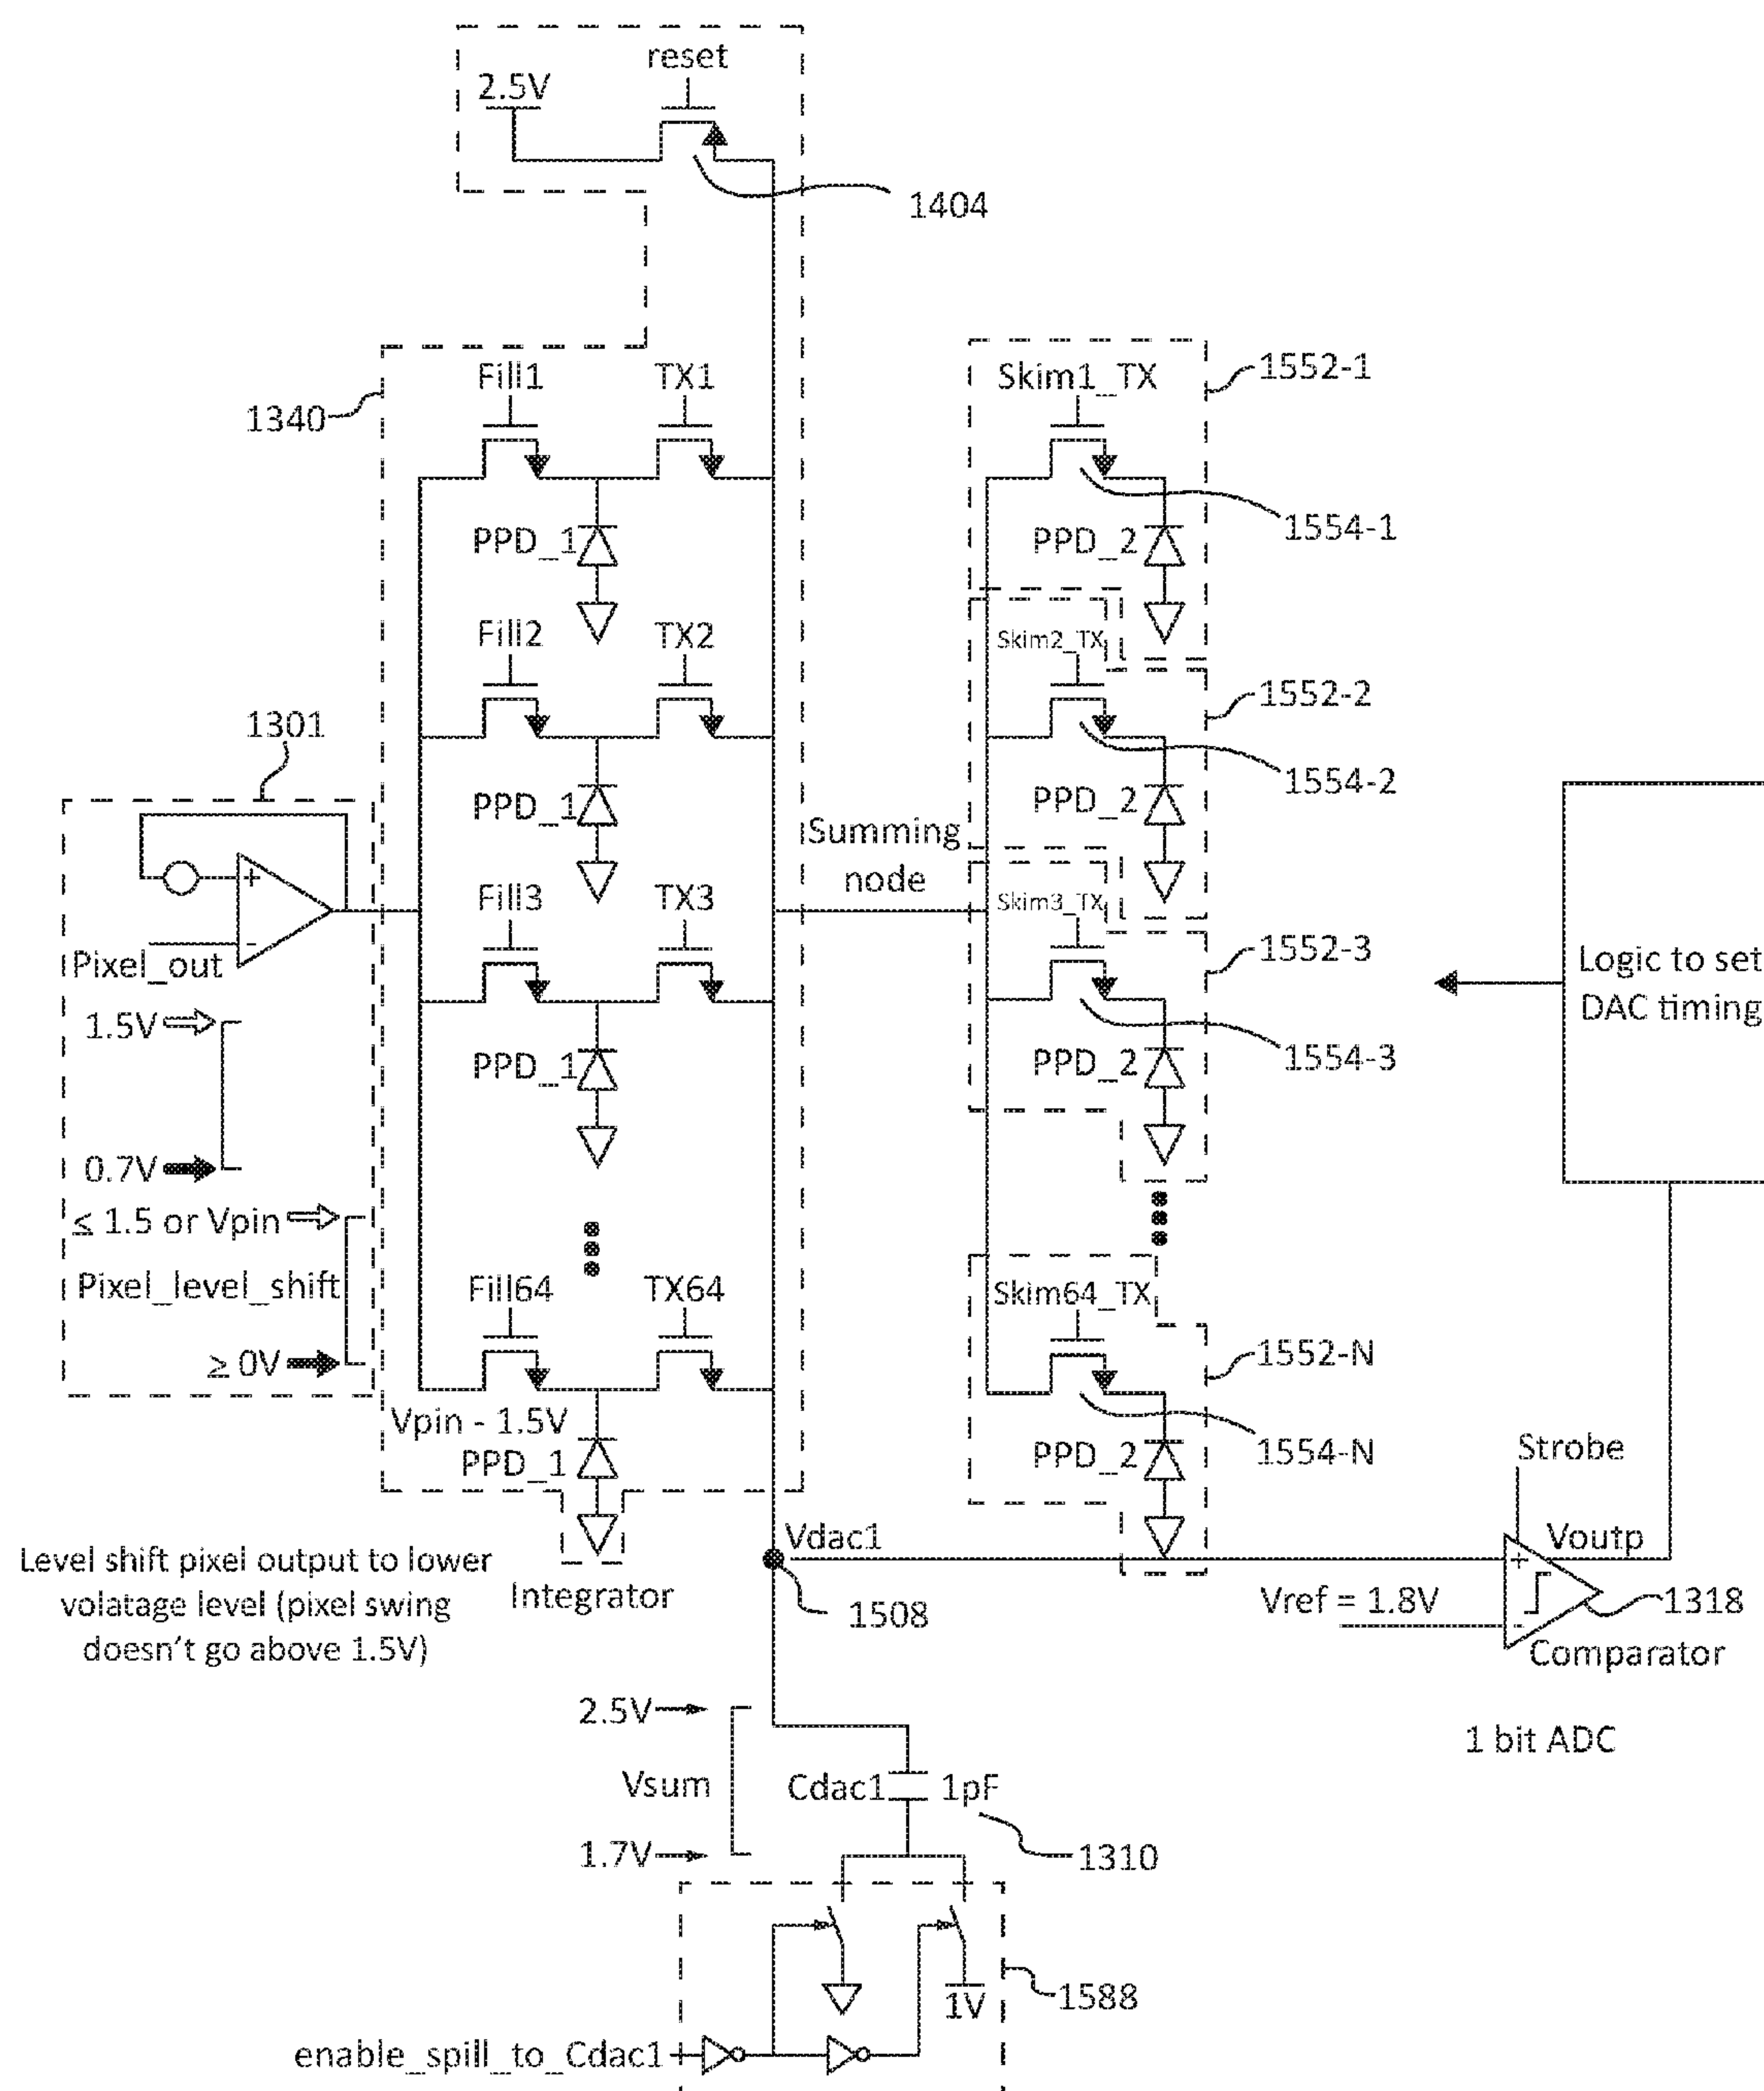 reset
2.5V
1404
Fill1
TX1
Skim1_TX
1552-1
1340
PPD_1
PPD_2
1554-1
Fill2
TX2
Skim2_TX
1552-2
1301
PPD_1
PPD_2
1554-2
Summing
node
Fill3
TX3
Skim3_TX
1552-3
+
-
Pixel_out
Logic to set
DAC timing
1.5V
PPD_1
PPD_2
1554-3
0.7V
≤ 1.5 or Vpin
Pixel_level_shift
≥ 0V
Fill64
TX64
Skim64_TX
1552-N
Vpin - 1.5V
PPD_1
PPD_2
1554-N
Strobe
Level shift pixel output to lower
volatage level (pixel swing
doesn't go above 1.5V)
Integrator
Vdac1
1508
Voutp
+
-
Vref = 1.8V
1318
Comparator
2.5V
Vsum
1.7V
Cdac1
1pF
1310
1 bit ADC
1V
1588
enable_spill_to_Cdac1